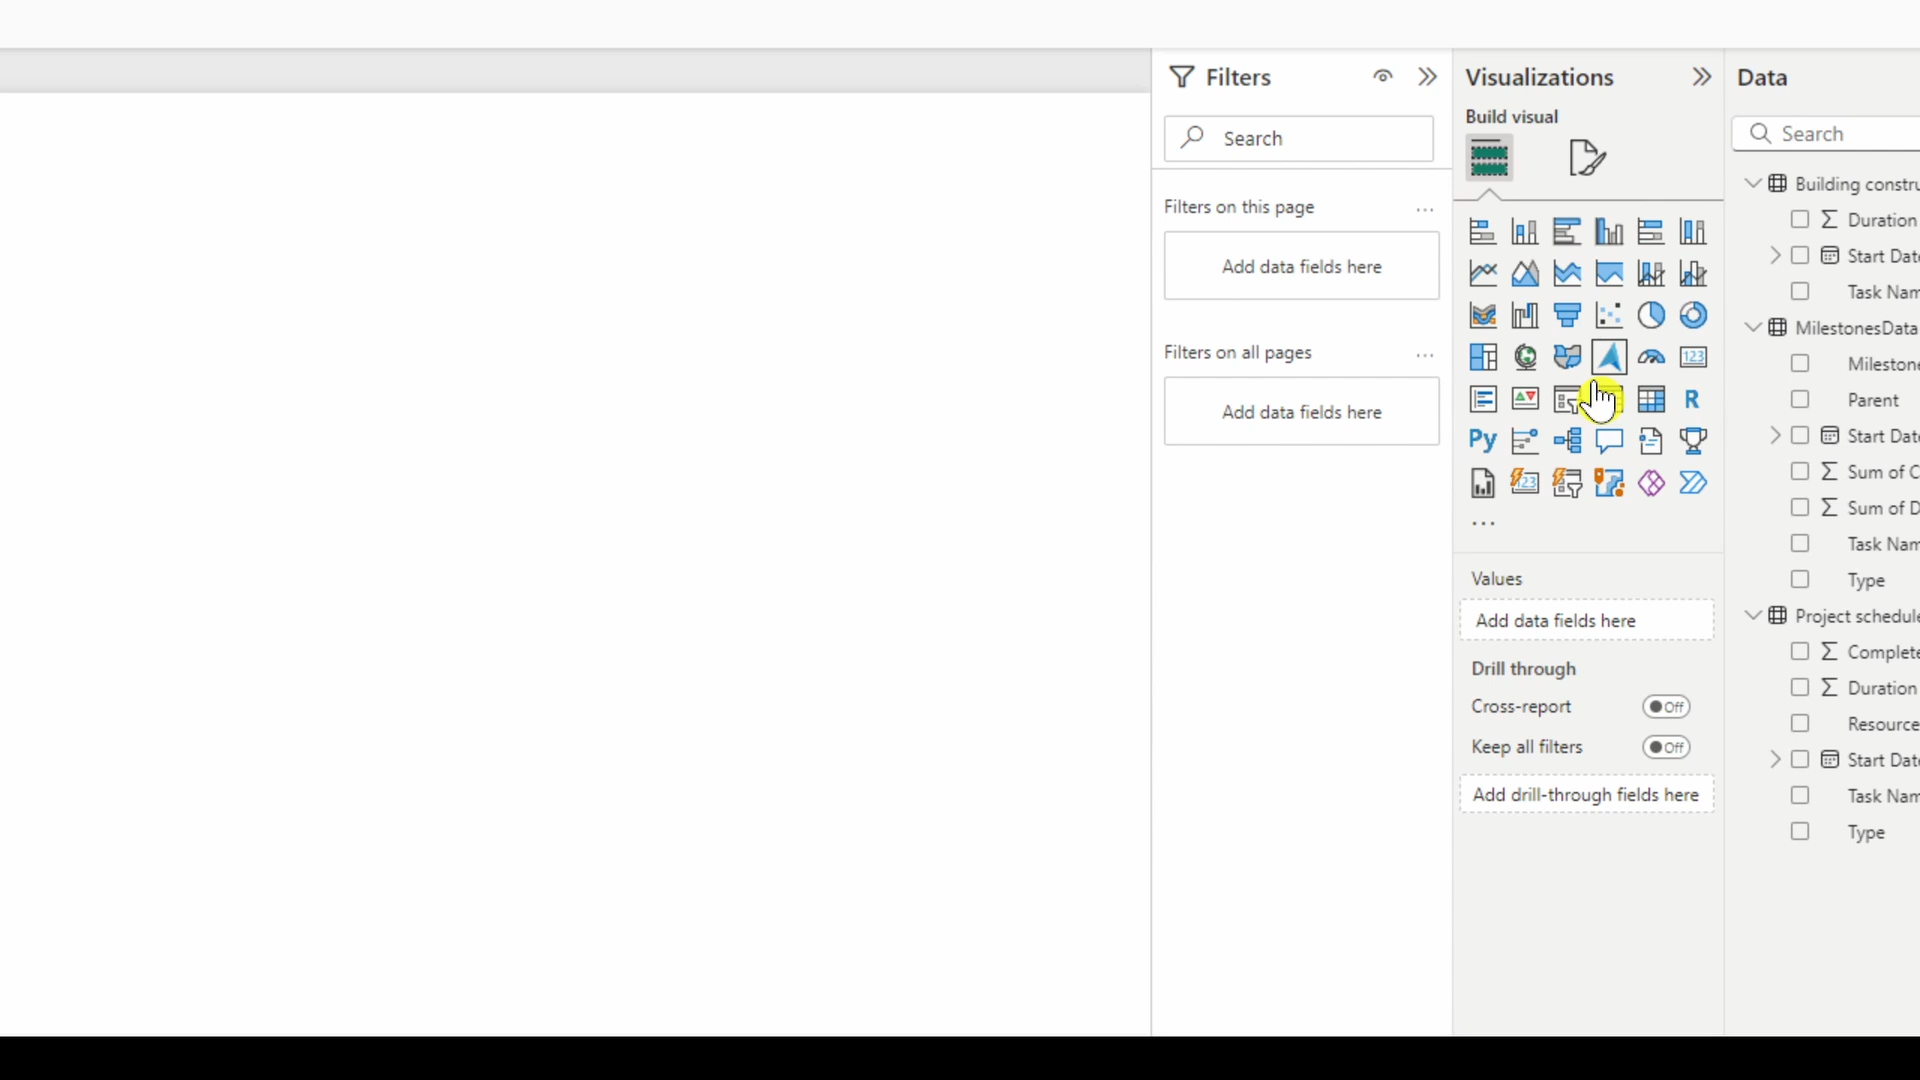 Filters
Search
Filters on this page
Add data fields here
Filters on all pages
Add data fields here
Visualizations
Build visual
123
R
Py
123
Values
Add data fields here
Drill through
Cross-report
Off
Keep all filters
Off
Add drill-through fields here
Data
Search
Building constru
Duration
Start Date
Task Nam
MilestonesData
Milestone
Parent
Start Date
Sum of C
Sum of D
Task Nam
Type
Project schedule
Complete
Duration
Resource
Start Date
Task Nam
Type